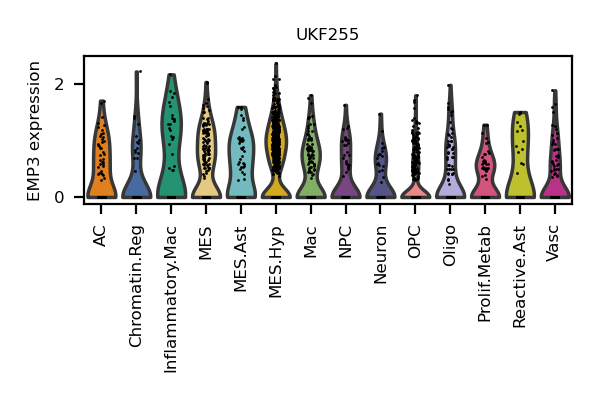 UKF255
EMP3 expression
2
0
AC
Chromatin.Reg
Inflammatory.Mac
MES
MES.Ast
MES.Hyp
Mac
NPC
Neuron
OPC
Oligo
Prolif.Metab
Reactive.Ast
Vasc